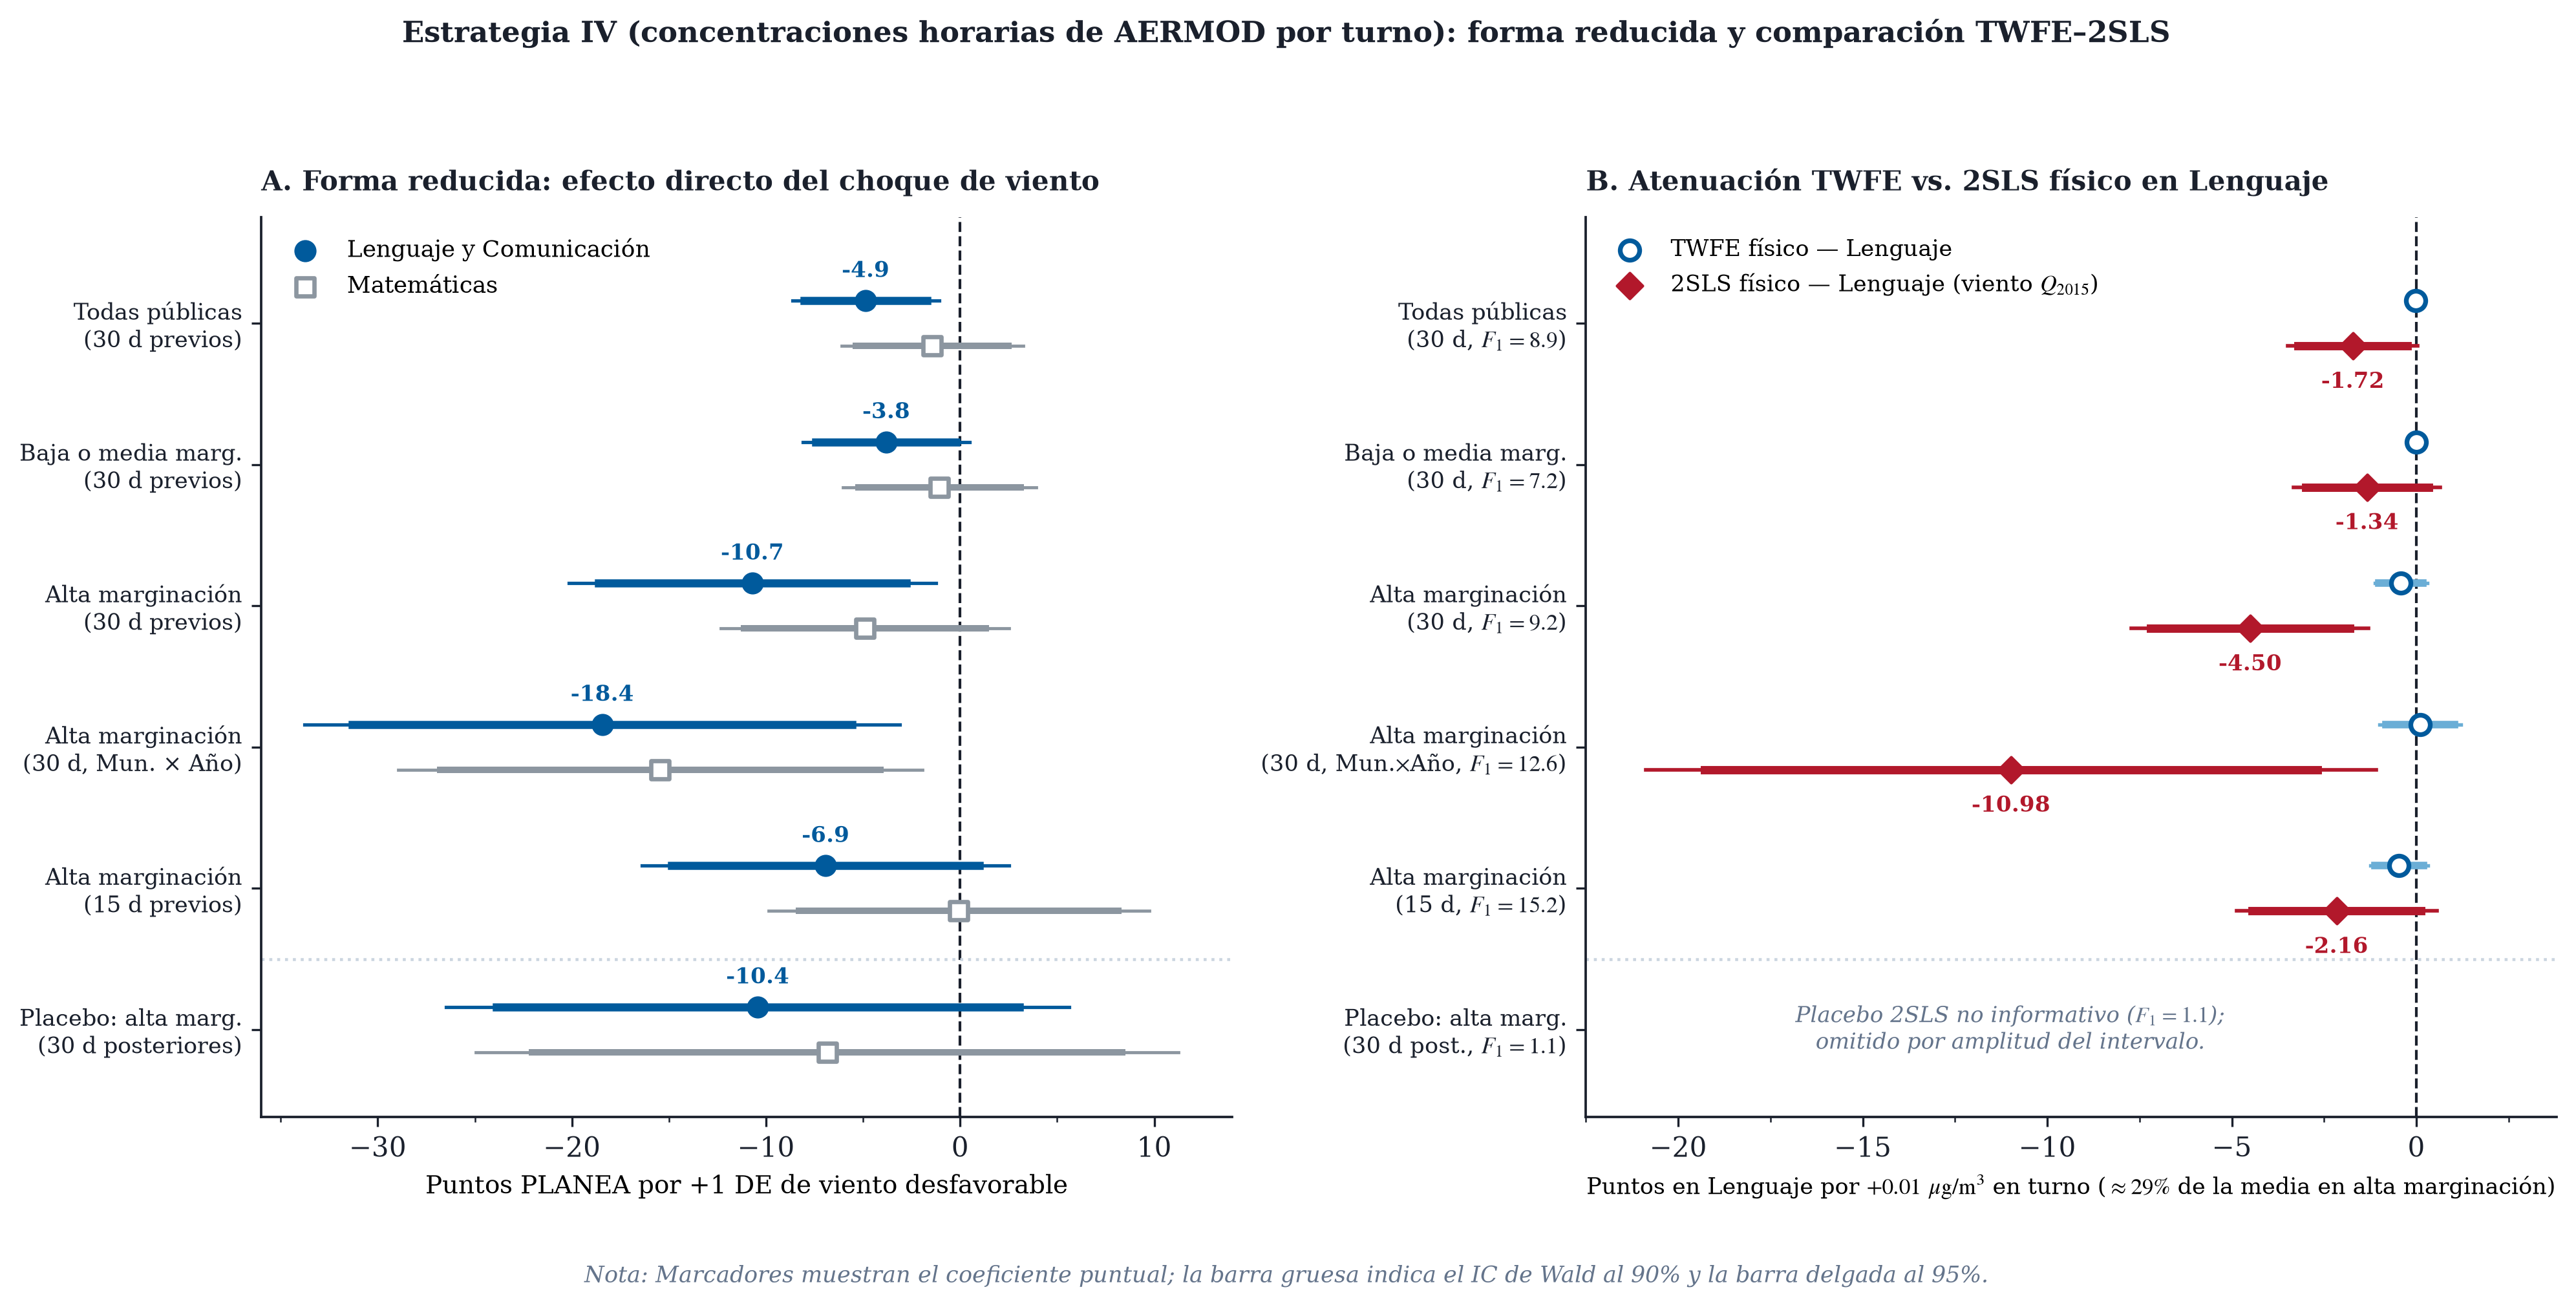 Estrategia IV (concentraciones horarias de AERMOD por turno): forma reducida y comparación TWFE–2SLS
A. Forma reducida: efecto directo del choque de viento
Lenguaje y Comunicación
Matemáticas
Todas públicas
(30 d previos)
Baja o media marg.
(30 d previos)
Alta marginación
(30 d previos)
Alta marginación
(30 d, Mun. × Año)
Alta marginación
(15 d previos)
Placebo: alta marg.
(30 d posteriores)
-4.9
-3.8
-10.7
-18.4
-6.9
-10.4
−30 −20 −10 0 10
Puntos PLANEA por +1 DE de viento desfavorable
B. Atenuación TWFE vs. 2SLS físico en Lenguaje
TWFE físico — Lenguaje
2SLS físico — Lenguaje (viento Q₂₀₁₅)
Todas públicas
(30 d, F₁ = 8.9)
Baja o media marg.
(30 d, F₁ = 7.2)
Alta marginación
(30 d, F₁ = 9.2)
Alta marginación
(30 d, Mun.×Año, F₁ = 12.6)
Alta marginación
(15 d, F₁ = 15.2)
Placebo: alta marg.
(30 d post., F₁ = 1.1)
-1.72
-1.34
-4.50
-10.98
-2.16
Placebo 2SLS no informativo (F₁ = 1.1);
omitido por amplitud del intervalo.
−20 −15 −10 −5 0
Puntos en Lenguaje por +0.01 μg/m³ en turno (≈ 29% de la media en alta marginación)
Nota: Marcadores muestran el coeficiente puntual; la barra gruesa indica el IC de Wald al 90% y la barra delgada al 95%.